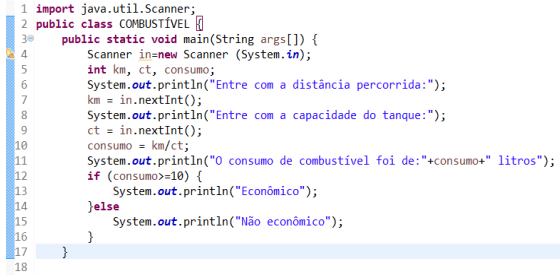 1 import java.util.Scanner;
2 public class COMBUSTÍVEL {
3 public static void main(String args[]) {
4 Scanner in=new Scanner (System.in);
5 int km, ct, consumo;
6 System.out.println("Entre com a distância percorrida:");
7 km = in.nextInt();
8 System.out.println("Entre com a capacidade do tanque:");
9 ct = in.nextInt();
10 consumo = km/ct;
11 System.out.println("O consumo de combustível foi de:"+consumo+" litros");
12 if (consumo>=10) {
13 System.out.println("Econômico");
14 }else
15 System.out.println("Não econômico");
16 }
17 }
18